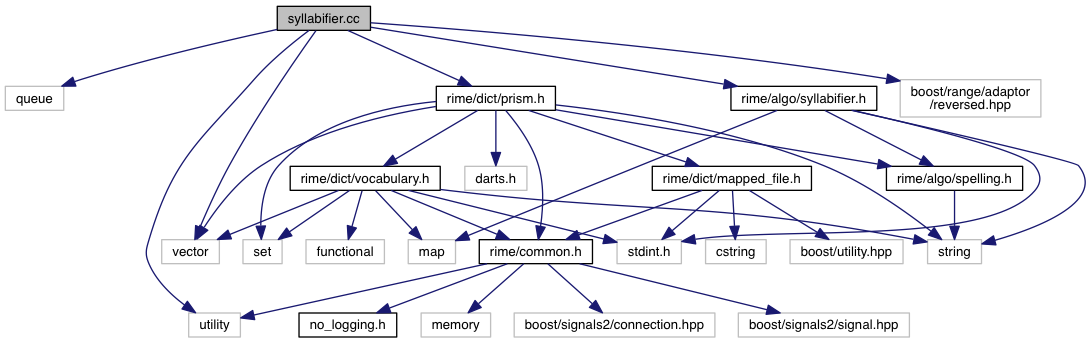 syllabifier.cc
queue
rime/dict/prism.h
rime/algo/syllabifier.h
boost/range/adaptor
/reversed.hpp
rime/dict/vocabulary.h
darts.h
rime/dict/mapped_file.h
rime/algo/spelling.h
vector
set
functional
map
rime/common.h
stdint.h
cstring
boost/utility.hpp
string
utility
no_logging.h
memory
boost/signals2/connection.hpp
boost/signals2/signal.hpp